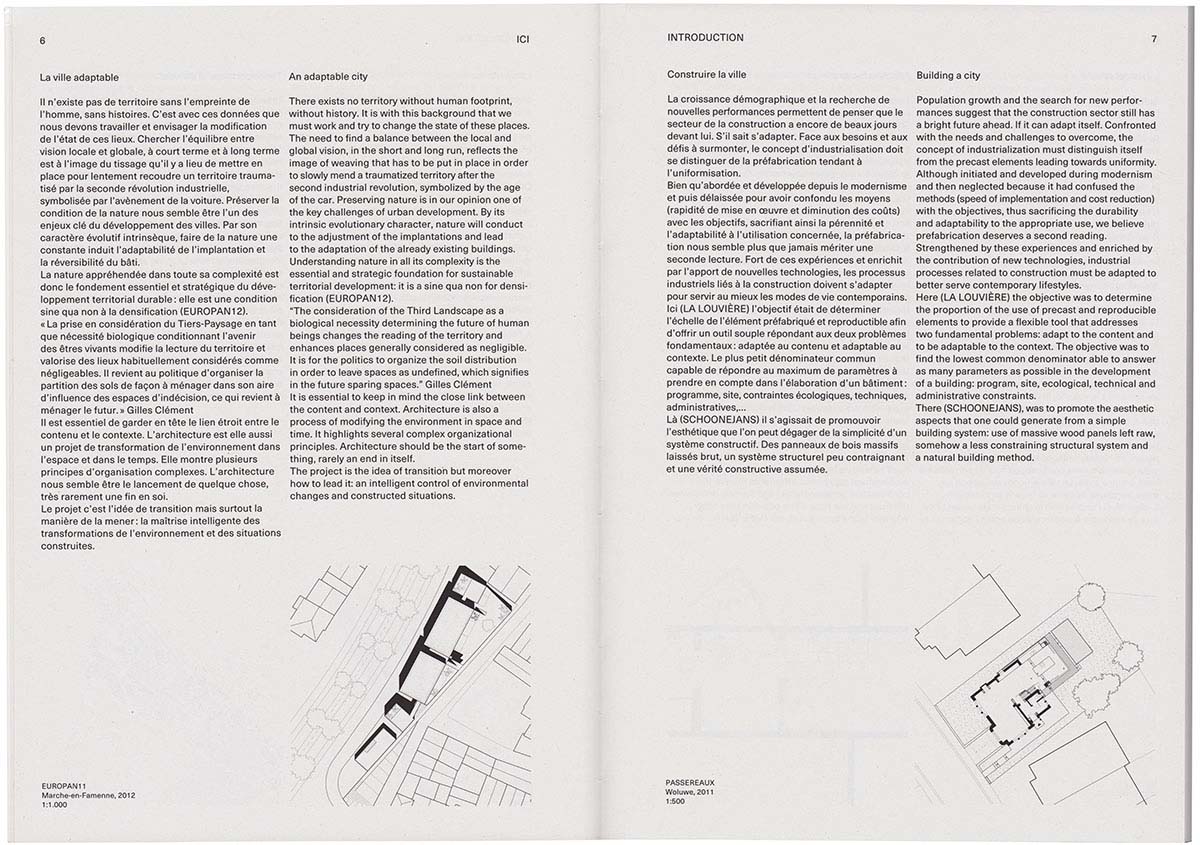 6
ICI
La ville adaptable
Il n’existe pas de territoire sans l’empreinte de
l’homme, sans histoires. C’est avec ces données que
nous devons travailler et envisager la modification
de l’état de ces lieux. Chercher l’équilibre entre
vision locale et globale, à court terme et à long terme
est à l’image du tissage qu’il y a lieu de mettre en
place pour lentement recoudre un territoire trauma-
tisé par la seconde révolution industrielle,
symbolisée par l’avènement de la voiture. Préserver la
condition de la nature nous semble être l’un des
enjeux clé du développement des villes. Par son
caractère évolutif intrinsèque, faire de la nature une
constante induit l’adaptabilité de l’implantation et
la réversibilité du bâti.
La nature appréhendée dans toute sa complexité est
donc le fondement essentiel et stratégique du déve-
loppement territorial durable : elle est une condition
sine qua non à la densification (EUROPAN12).
« La prise en considération du Tiers-Paysage en tant
que nécessité biologique conditionnant l’avenir
des êtres vivants modifie la lecture du territoire et
valorise des lieux habituellement considérés comme
négligeables. Il revient au politique d’organiser la
partition des sols de façon à ménager dans son aire
d’influence des espaces d’indécision, ce qui revient à
ménager le futur. » Gilles Clément
Il est essentiel de garder en tête le lien étroit entre le
contenu et le contexte. L’architecture est elle aussi
un projet de transformation de l’environnement dans
l’espace et dans le temps. Elle montre plusieurs
principes d’organisation complexes. L’architecture
nous semble être le lancement de quelque chose,
très rarement une fin en soi.
Le projet c’est l’idée de transition mais surtout la
manière de la mener : la maîtrise intelligente des
transformations de l’environnement et des situations
construites.
An adaptable city
There exists no territory without human footprint,
without history. It is with this background that we
must work and try to change the state of these places.
The need to find a balance between the local and
global vision, in the short and long run, reflects the
image of weaving that has to be put in place in order
to slowly mend a traumatized territory after the
second industrial revolution, symbolized by the age
of the car. Preserving nature is in our opinion one of
the key challenges of urban development. By its
intrinsic evolutionary character, nature will conduct
to the adjustment of the implantations and lead
to the adaptation of the already existing buildings.
Understanding nature in all its complexity is the
essential and strategic foundation for sustainable
territorial development: it is a sine qua non for densi-
fication (EUROPAN12).
“The consideration of the Third Landscape as a
biological necessity determining the future of human
beings changes the reading of the territory and
enhances places generally considered as negligible.
It is for the politics to organize the soil distribution
in order to leave spaces as undefined, which signifies
in the future sparing spaces.” Gilles Clément
It is essential to keep in mind the close link between
the content and context. Architecture is also a
process of modifying the environment in space and
time. It highlights several complex organizational
principles. Architecture should be the start of some-
thing, rarely an end in itself.
The project is the idea of transition but moreover
how to lead it: an intelligent control of environmental
changes and constructed situations.
EUROPAN11
Marche-en-Famenne, 2012
1:1.000
INTRODUCTION
7
Construire la ville
La croissance démographique et la recherche de
nouvelles performances permettent de penser que le
secteur de la construction a encore de beaux jours
devant lui. S’il sait s’adapter. Face aux besoins et aux
défis à surmonter, le concept d’industrialisation doit
se distinguer de la préfabrication tendant à
l’uniformisation.
Bien qu’abordée et développée depuis le modernisme
et puis délaissée pour avoir confondu les moyens
(rapidité de mise en œuvre et diminution des coûts)
avec les objectifs, sacrifiant ainsi la pérennité et
l’adaptabilité à l’utilisation concernée, la préfabrica-
tion nous semble plus que jamais mériter une
seconde lecture. Fort de ces expériences et enrichit
par l’apport de nouvelles technologies, les processus
industriels liés à la construction doivent s’adapter
pour servir au mieux les modes de vie contemporains.
Ici (LA LOUVIÈRE) l’objectif était de déterminer
l’échelle de l’élément préfabriqué et reproductible afin
d’offrir un outil souple répondant aux deux problèmes
fondamentaux : adaptée au contenu et adaptable au
contexte. Le plus petit dénominateur commun
capable de répondre au maximum de paramètres à
prendre en compte dans l’élaboration d’un bâtiment :
programme, site, contraintes écologiques, techniques,
administratives,...
Là (SCHOONEJANS) il s’agissait de promouvoir
l’esthétique que l’on peut dégager de la simplicité d’un
système constructif. Des panneaux de bois massifs
laissés brut, un système structurel peu contraignant
et une vérité constructive assumée.
Building a city
Population growth and the search for new perfor-
mances suggest that the construction sector still has
a bright future ahead. If it can adapt itself. Confronted
with the needs and challenges to overcome, the
concept of industrialization must distinguish itself
from the precast elements leading towards uniformity.
Although initiated and developed during modernism
and then neglected because it had confused the
methods (speed of implementation and cost reduction)
with the objectives, thus sacrificing the durability
and adaptability to the appropriate use, we believe
prefabrication deserves a second reading.
Strengthened by these experiences and enriched by
the contribution of new technologies, industrial
processes related to construction must be adapted to
better serve contemporary lifestyles.
Here (LA LOUVIÈRE) the objective was to determine
the proportion of the use of precast and reproducible
elements to provide a flexible tool that addresses
two fundamental problems: adapt to the content and
to be adaptable to the context. The objective was to
find the lowest common denominator able to answer
as many parameters as possible in the development
of a building: program, site, ecological, technical and
administrative constraints.
There (SCHOONEJANS), was to promote the aesthetic
aspects that one could generate from a simple
building system: use of massive wood panels left raw,
somehow a less constraining structural system and
a natural building method.
PASSEREAUX
Woluwe, 2011
1:500